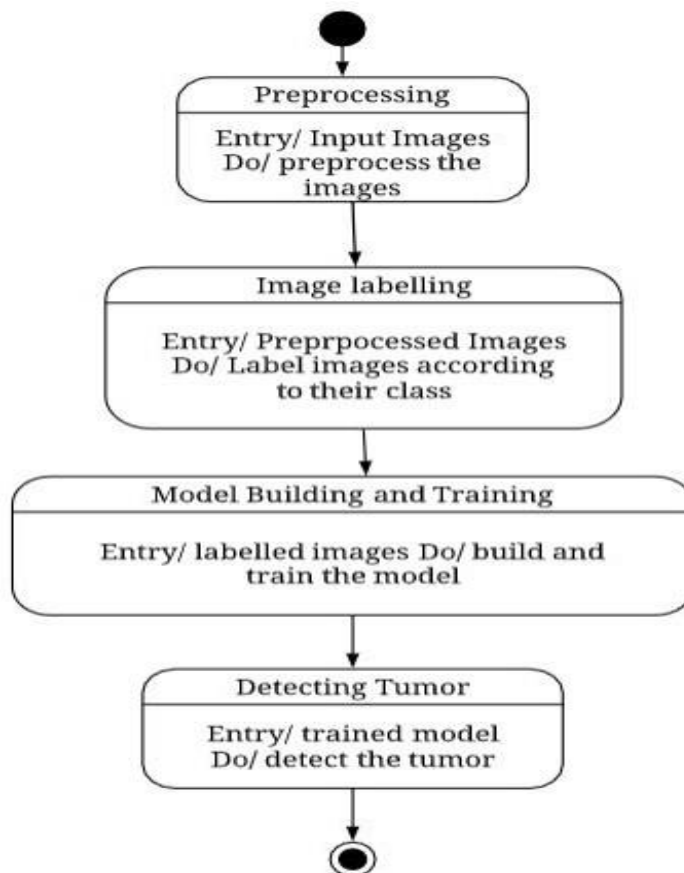 Preprocessing
Entry/ Input Images
Do/ preprocess the
images
Image labelling
Entry/ Preprpocessed Images
Do/ Label images according
to their class
Model Building and Training
Entry/ labelled images Do/ build and
train the model
Detecting Tumor
Entry/ trained model
Do/ detect the tumor